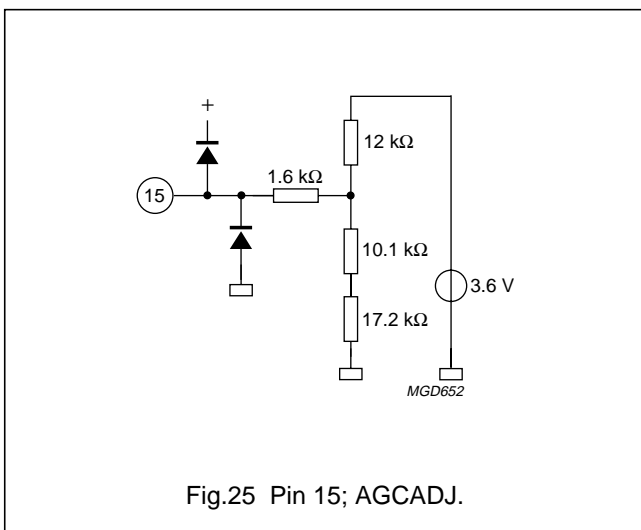 +
12 kΩ
1.6 kΩ
15
10.1 kΩ
3.6 V
17.2 kΩ
MGD652
Fig.25 Pin 15; AGCADJ.